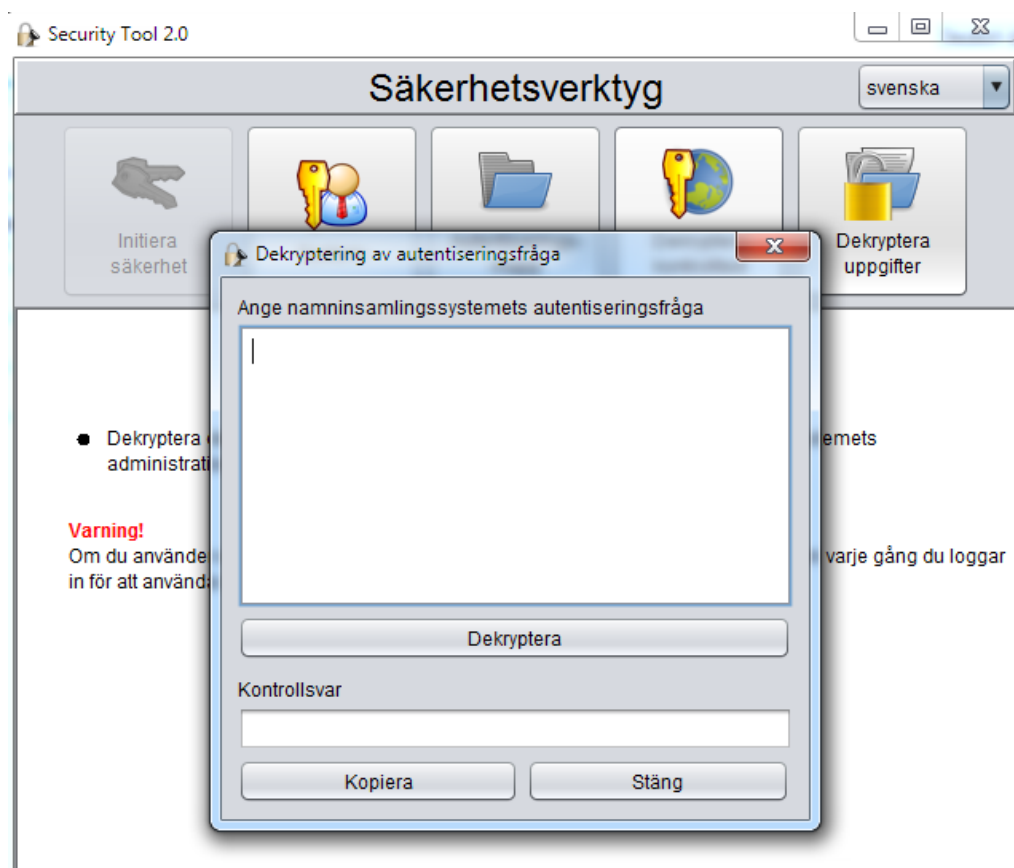 Security Tool 2.0
Säkerhetsverktyg
svenska
Initiera
säkerhet
Dekryptera
uppgifter
Dekryptering av autentiseringsfråga
Ange namninsamlingssystemets autentiseringsfråga
Dekryptera
Kontrollsvar
Kopiera
Stäng
Dekryptera
emets
administrati
Varning!
Om du använde
varje gång du loggar
in för att använda